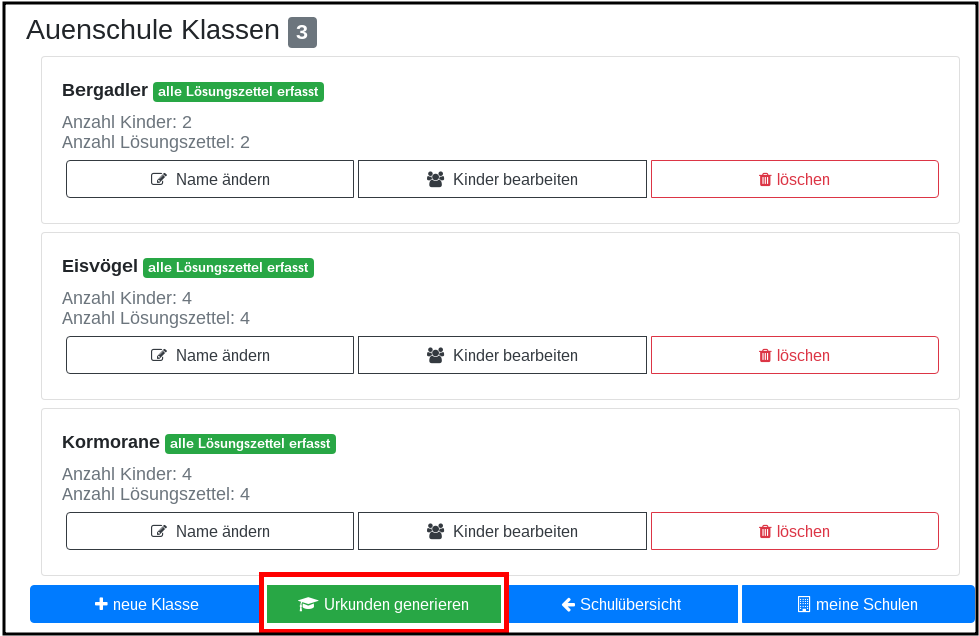 Auenschule Klassen 3
Bergadler alle Lösungszettel erfasst
Anzahl Kinder: 2
Anzahl Lösungszettel: 2
Name ändern Kinder bearbeiten löschen
Eisvögel alle Lösungszettel erfasst
Anzahl Kinder: 4
Anzahl Lösungszettel: 4
Name ändern Kinder bearbeiten löschen
Kormorane alle Lösungszettel erfasst
Anzahl Kinder: 4
Anzahl Lösungszettel: 4
Name ändern Kinder bearbeiten löschen
neue Klasse Urkunden generieren Schulübersicht meine Schulen